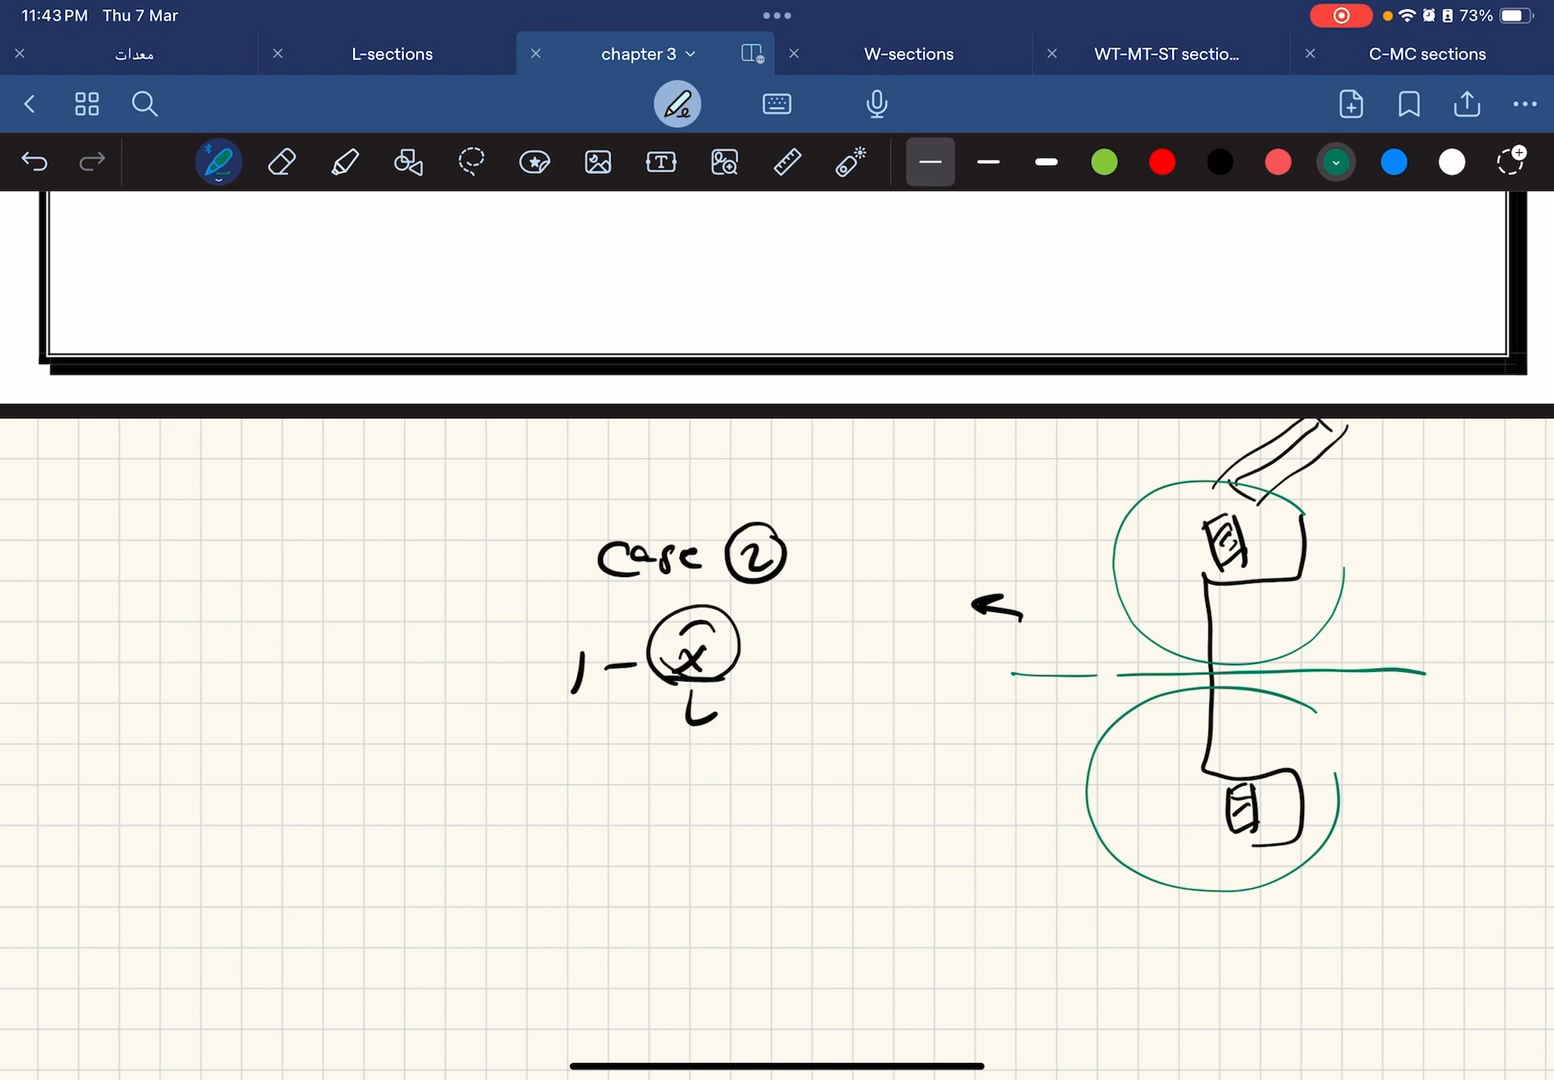 11:43 PM Thu 7 Mar 73%
معدات L-sections chapter 3 W-sections WT-MT-ST sectio... C-MC sections
T
Case 2
1 - x̄
L